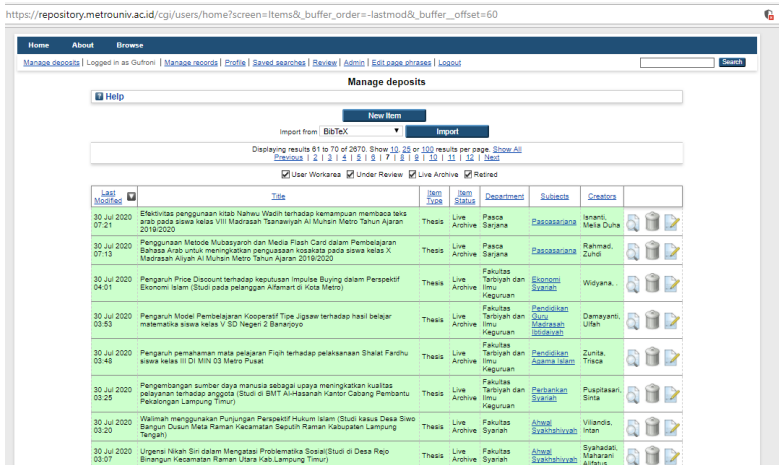 https://repository.metrouniv.ac.id/cgi/users/home?screen=Items&_buffer_order=-lastmod&_buffer__offset=60
Home About Browse
Manage deposits | Logged in as Gufroni | Manage records | Profile | Saved searches | Review | Admin | Edit page phrases | Logout Search
Manage deposits
Help
New Item
Import from BibTeX Import
Displaying results 61 to 70 of 2670. Show 10, 25 or 100 results per page. Show All
Previous | 2 | 3 | 4 | 5 | 6 | 7 | 8 | 9 | 10 | 11 | 12 | Next
User Workarea Under Review Live Archive Retired
Last Modified Title Item Type Item Status Department Subjects Creators
30 Jul 2020 07:21 Efektivitas penggunaan kitab Nahwu Wadih terhadap kemampuan membaca teks arab pada siswa kelas VIII Madrasah Tsanawiyah Al Muhsin Metro Tahun Ajaran 2019/2020 Thesis Live Archive Pasca Sarjana Pascasarjana Isnanti, Melia Duha
30 Jul 2020 07:13 Penggunaan Metode Mubasyaroh dan Media Flash Card dalam Pembelajaran Bahasa Arab untuk meningkatkan penguasaan kosakata pada siswa kelas X Madrasah Aliyah Al Muhsin Metro Tahun Ajaran 2019/2020 Thesis Live Archive Pasca Sarjana Pascasarjana Rahmad, Zuhdi
30 Jul 2020 04:01 Pengaruh Price Discount terhadap keputusan Impulse Buying dalam Perspektif Ekonomi Islam (Studi pada pelanggan Alfamart di Kota Metro) Thesis Live Archive Fakultas Tarbiyah dan Ilmu Keguruan Ekonomi Syariah Widyana, .
30 Jul 2020 03:53 Pengaruh Model Pembelajaran Kooperatif Tipe Jigsaw terhadap hasil belajar matematika siswa kelas V SD Negeri 2 Banarjoyo Thesis Live Archive Fakultas Tarbiyah dan Ilmu Keguruan Pendidikan Guru Madrasah Ibtidaiyah Damayanti, Ulfah
30 Jul 2020 03:48 Pengaruh pemahaman mata pelajaran Fiqih terhadap pelaksanaan Shalat Fardhu siswa kelas III DI MIN 03 Metro Pusat Thesis Live Archive Fakultas Tarbiyah dan Ilmu Keguruan Pendidikan Agama Islam Zunita, Trisca
30 Jul 2020 03:25 Pengembangan sumber daya manusia sebagai upaya meningkatkan kualitas pelayanan terhadap anggota (Studi di BMT Al-Hasanah Kantor Cabang Pembantu Pekalongan Lampung Timur) Thesis Live Archive Fakultas Tarbiyah dan Ilmu Keguruan Perbankan Syariah Puspitasari, Sinta
30 Jul 2020 03:20 Walimah menggunakan Punjungan Perspektif Hukum Islam (Studi kasus Desa Siwo Bangun Dusun Meta Raman Kecamatan Seputih Raman Kabupaten Lampung Tengah) Thesis Live Archive Fakultas Syariah Ahwal Syakhshiyyah Viliandis, Intan
30 Jul 2020 03:07 Urgensi Nikah Siri dalam Mengatasi Problematika Sosial(Studi di Desa Rejo Binangun Kecamatan Raman Utara Kab.Lampung Timur) Thesis Live Archive Fakultas Syariah Ahwal Syakhshiyyah Syahadati, Maharani Alifatus